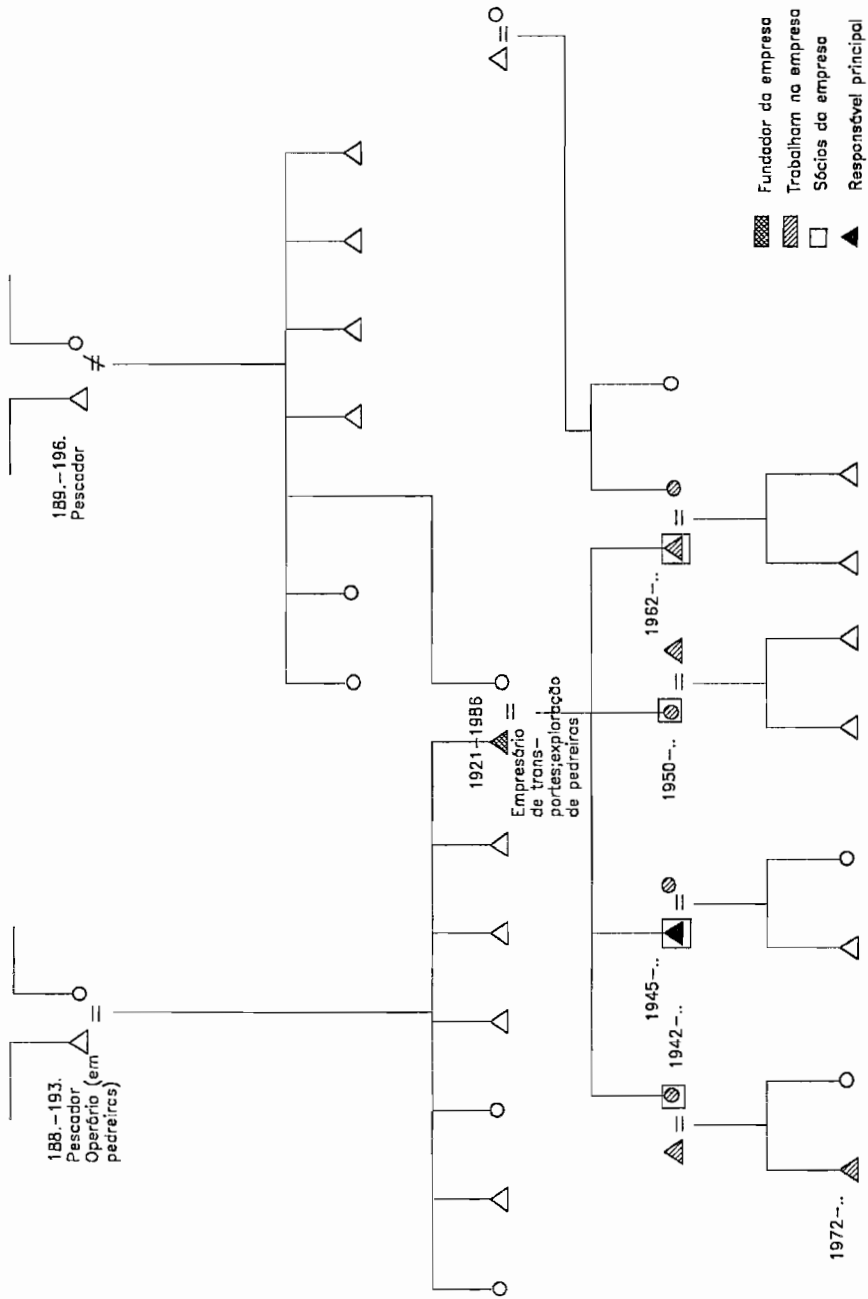 188.–193.
Pescador
Operário (em
pedreiras)
189.–196.
Pescador
1921–1986
Empresário
de trans–
portes;exploração
de pedreiras
1942–..
1945–..
1950–..
1962–..
1972–..
Fundador da empresa
Trabalham na empresa
Sócios da empresa
Responsável principal